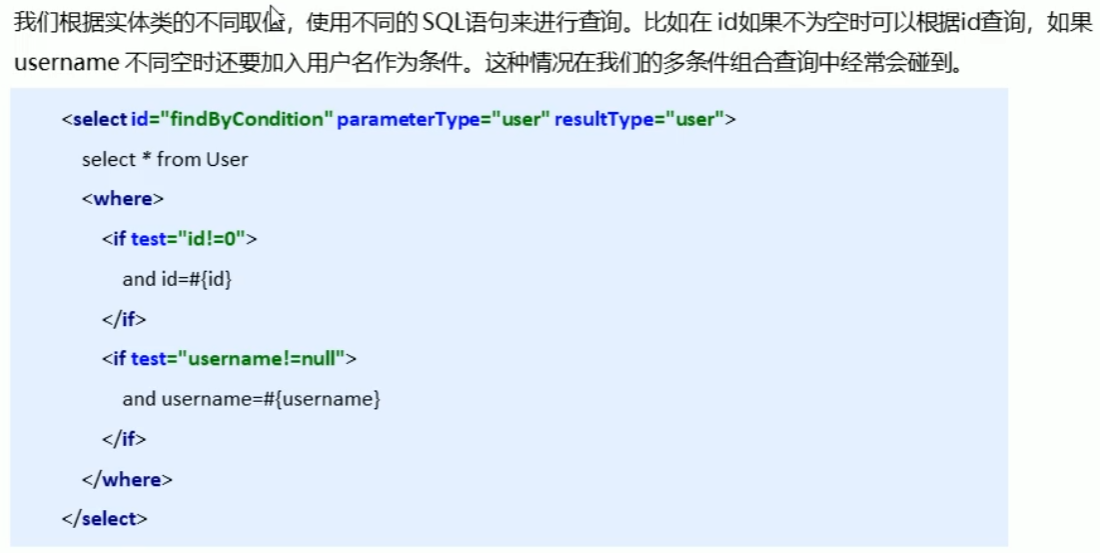 我们根据实体类的不同取值，使用不同的 SQL语句来进行查询。比如在 id如果不为空时可以根据id查询，如果
username 不同空时还要加入用户名作为条件。这种情况在我们的多条件组合查询中经常会碰到。
<select id="findByCondition" parameterType="user" resultType="user">
select * from User
<where>
<if test="id!=0">
and id=#{id}
</if>
<if test="username!=null">
and username=#{username}
</if>
</where>
</select>